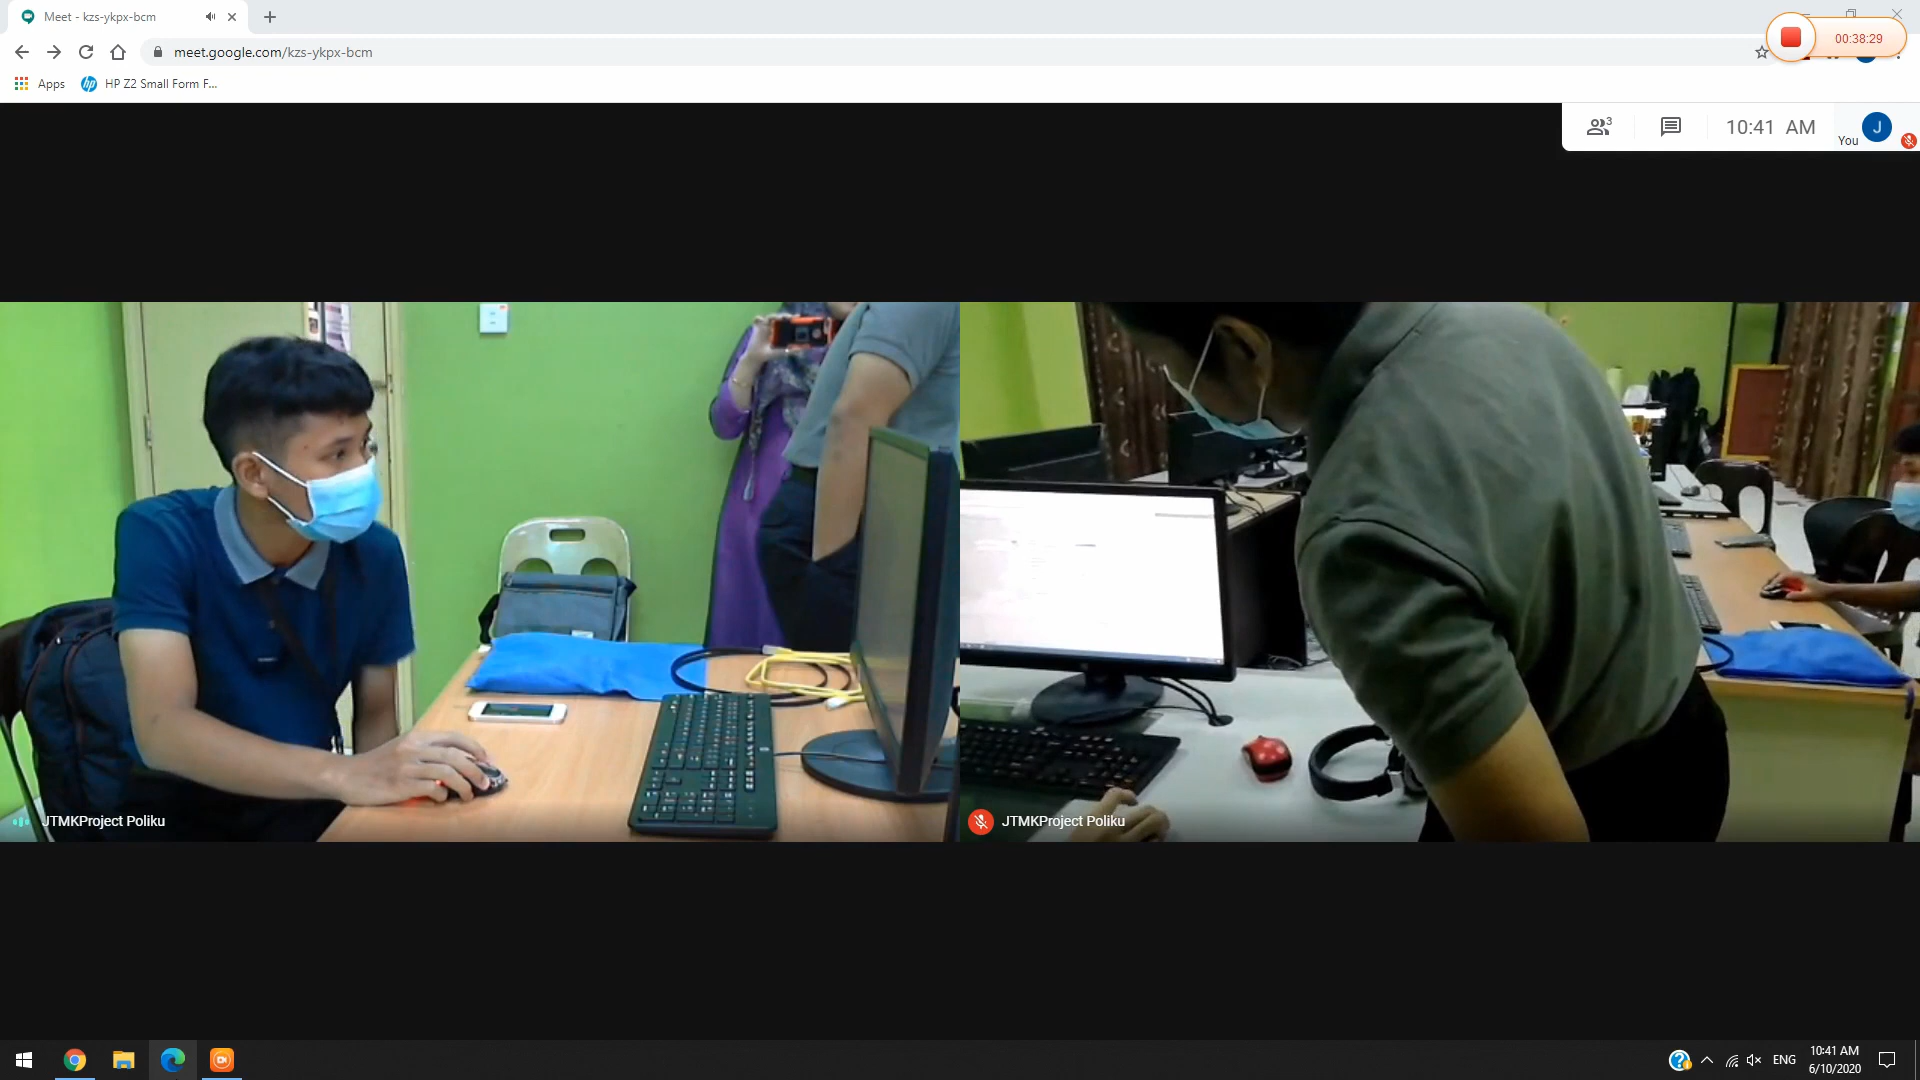 Meet - kzs-ykpx-bcm
00:38:29
meet.google.com/kzs-ykpx-bcm
Apps
hp
HP Z2 Small Form F...
3
10:41 AM
You
J
JTMKProject Poliku
JTMKProject Poliku
ENG
10:41 AM
6/10/2020